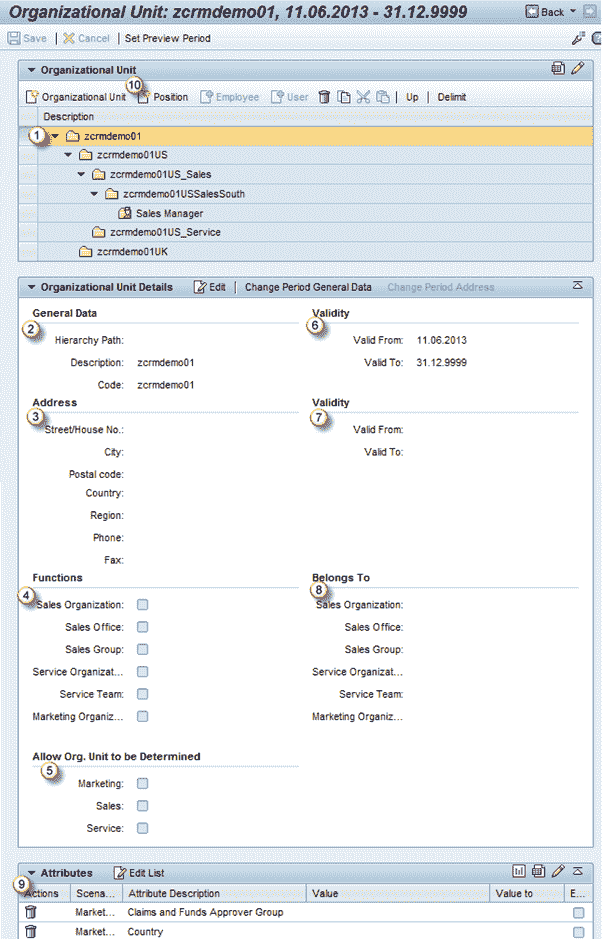 Organizational Unit: zcrmdemo01, 11.06.2013 - 31.12.9999 Back
Save | Cancel | Set Preview Period
Organizational Unit
10
Organizational Unit Position Employee User Up | Delimit
Description
1 zcrmdemo01
zcrmdemo01US
zcrmdemo01US_Sales
zcrmdemo01USSalesSouth
Sales Manager
zcrmdemo01US_Service
zcrmdemo01UK
Organizational Unit Details Edit | Change Period General Data Change Period Address
General Data Validity
2 6
Hierarchy Path: Valid From: 11.06.2013
Description: zcrmdemo01 Valid To: 31.12.9999
Code: zcrmdemo01
Address Validity
3 7
Street/House No.: Valid From:
City: Valid To:
Postal code:
Country:
Region:
Phone:
Fax:
Functions Belongs To
4 8
Sales Organization: Sales Organization:
Sales Office: Sales Office:
Sales Group: Sales Group:
Service Organizat... Service Organizat...
Service Team: Service Team:
Marketing Organiz... Marketing Organiz...
Allow Org. Unit to be Determined
5
Marketing:
Sales:
Service:
Attributes Edit List
9
Actions Scena... Attribute Description Value Value to E...
Market... Claims and Funds Approver Group
Market... Country